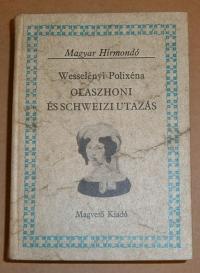 Magyar Hírmondó
Wesselényi Polixéna
OLASZHONI
ÉS SCHWEIZI UTAZÁS
Magvető Kiadó